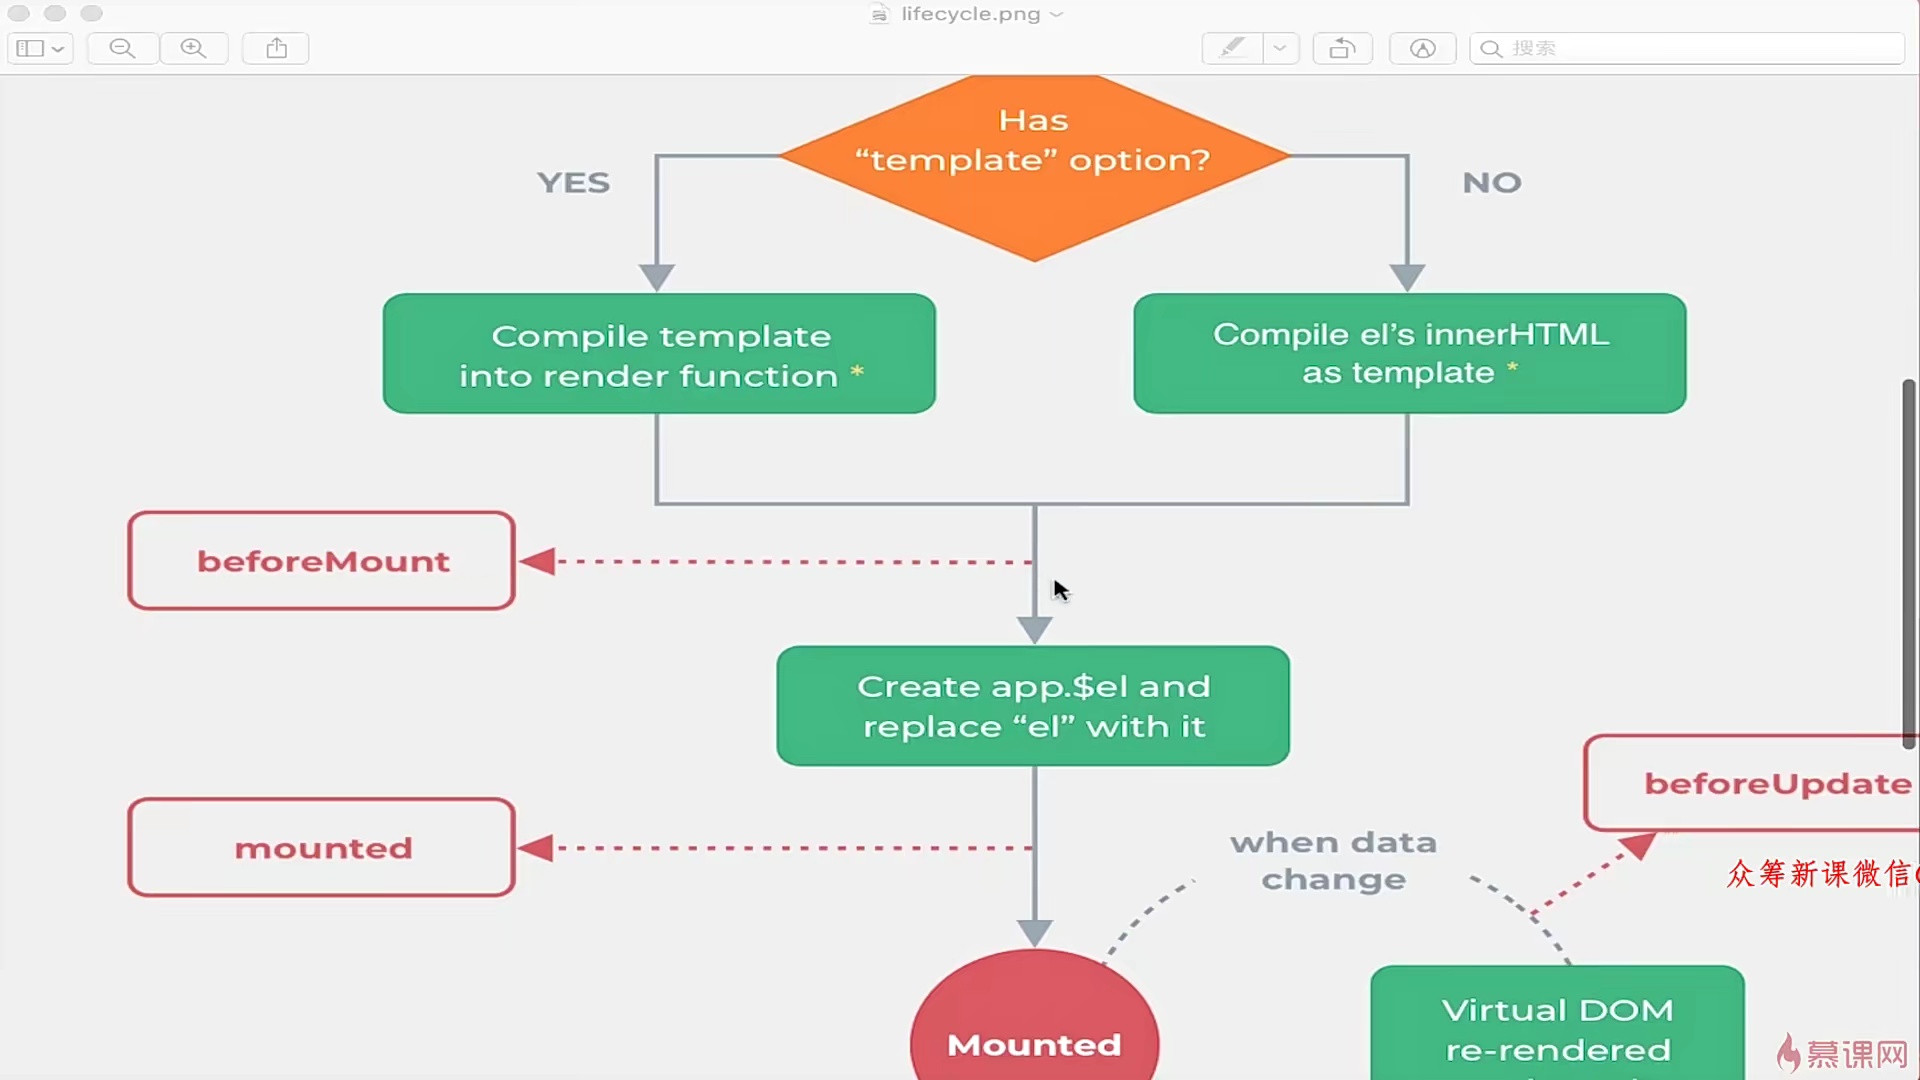 lifecycle.png
搜索
Has
“template” option?
YES
NO
Compile template
into render function *
Compile el’s innerHTML
as template *
beforeMount
Create app.$el and
replace “el” with it
beforeUpdate
mounted
when data
change
众筹新课微信
Mounted
Virtual DOM
re-rendered
慕课网